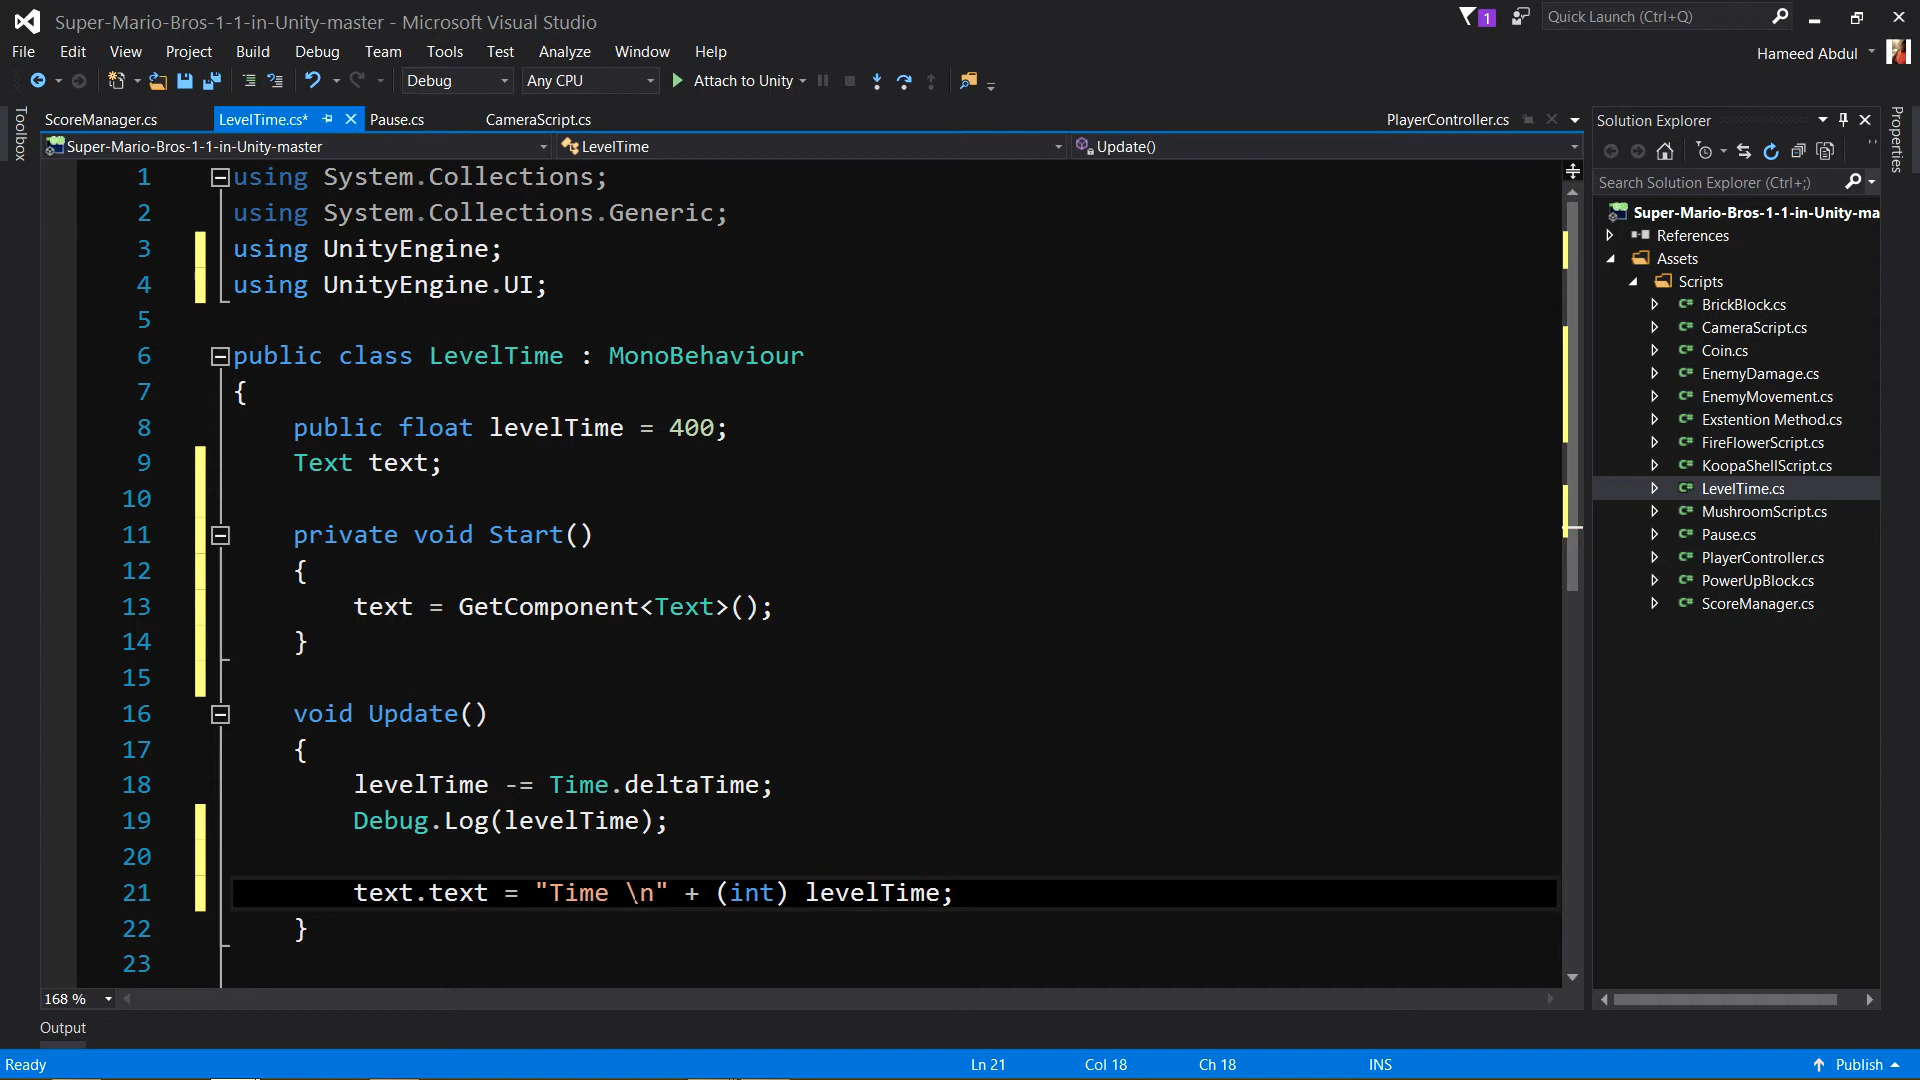 Super-Mario-Bros-1-1-in-Unity-master - Microsoft Visual Studio
1
Quick Launch (Ctrl+Q)
File Edit View Project Build Debug Team Tools Test Analyze Window Help
Hameed Abdul
Debug Any CPU Attach to Unity
Toolbox
ScoreManager.cs LevelTime.cs* Pause.cs CameraScript.cs PlayerController.cs
Super-Mario-Bros-1-1-in-Unity-master LevelTime Update()
1 using System.Collections;
2 using System.Collections.Generic;
3 using UnityEngine;
4 using UnityEngine.UI;
5
6 public class LevelTime : MonoBehaviour
7 {
8 public float levelTime = 400;
9 Text text;
10
11 private void Start()
12 {
13 text = GetComponent<Text>();
14 }
15
16 void Update()
17 {
18 levelTime -= Time.deltaTime;
19 Debug.Log(levelTime);
20
21 text.text = "Time \n" + (int) levelTime;
22 }
23
168 %
Output
Solution Explorer
Search Solution Explorer (Ctrl+;)
Super-Mario-Bros-1-1-in-Unity-ma
References
Assets
Scripts
BrickBlock.cs
CameraScript.cs
Coin.cs
EnemyDamage.cs
EnemyMovement.cs
Exstention Method.cs
FireFlowerScript.cs
KoopaShellScript.cs
LevelTime.cs
MushroomScript.cs
Pause.cs
PlayerController.cs
PowerUpBlock.cs
ScoreManager.cs
Properties
Ready Ln 21 Col 18 Ch 18 INS Publish